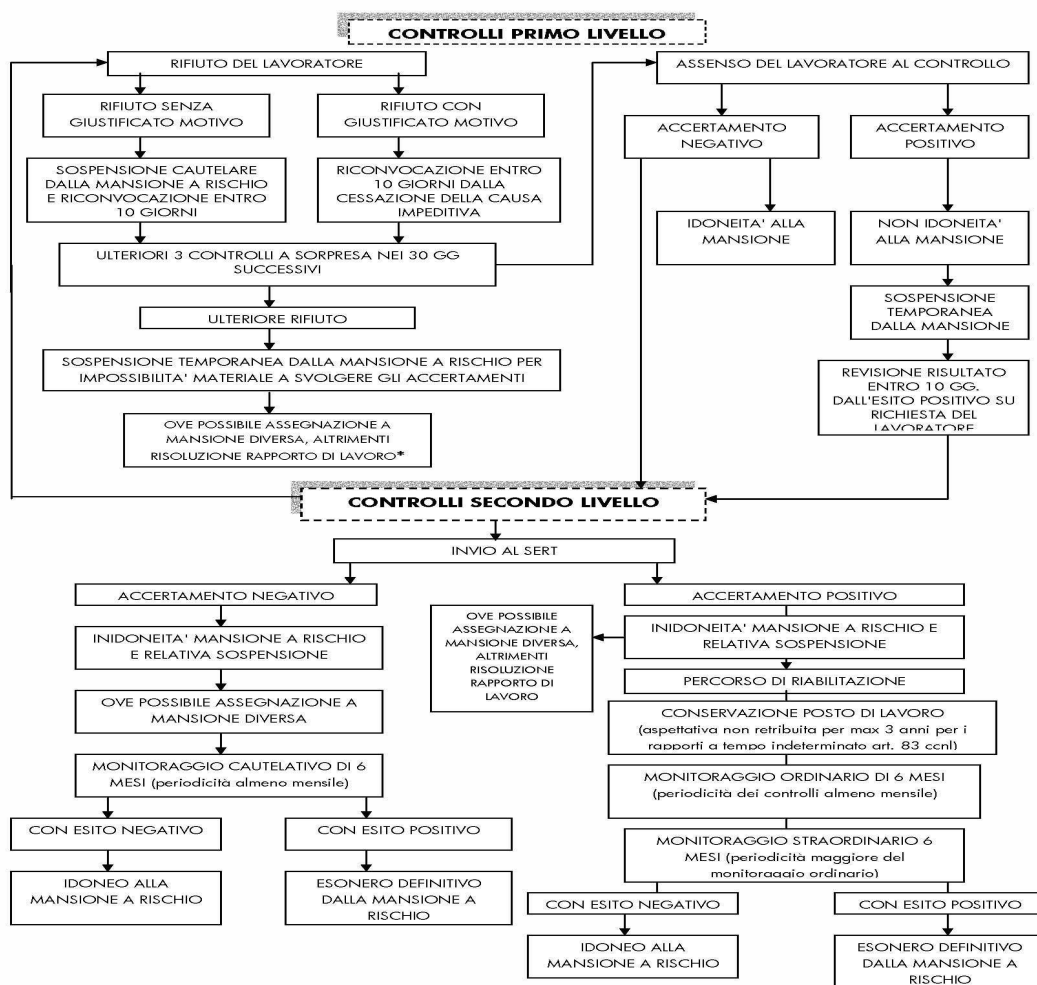 CONTROLLI PRIMO LIVELLO
RIFIUTO DEL LAVORATORE
ASSENSO DEL LAVORATORE AL CONTROLLO
RIFIUTO SENZA
GIUSTIFICATO MOTIVO
RIFIUTO CON
GIUSTIFICATO MOTIVO
ACCERTAMENTO
NEGATIVO
ACCERTAMENTO
POSITIVO
SOSPENSIONE CAUTELARE
DALLA MANSIONE A RISCHIO
E RICONVOCAZIONE ENTRO
10 GIORNI
RICONVOCAZIONE ENTRO
10 GIORNI DALLA
CESSAZIONE DELLA CAUSA
IMPEDITIVA
IDONEITA' ALLA
MANSIONE
NON IDONEITA'
ALLA MANSIONE
ULTERIORI 3 CONTROLLI A SORPRESA NEI 30 GG
SUCCESSIVI
ULTERIORE RIFIUTO
SOSPENSIONE
TEMPORANEA
DALLA MANSIONE
SOSPENSIONE TEMPORANEA DALLA MANSIONE A RISCHIO PER
IMPOSSIBILITA' MATERIALE A SVOLGERE GLI ACCERTAMENTI
REVISIONE RISULTATO
ENTRO 10 GG.
DALL'ESITO POSITIVO SU
RICHIESTA DEL
LAVORATORE
OVE POSSIBILE ASSEGNAZIONE A
MANSIONE DIVERSA, ALTRIMENTI
RISOLUZIONE RAPPORTO DI LAVORO*
CONTROLLI SECONDO LIVELLO
INVIO AL SERT
ACCERTAMENTO NEGATIVO
ACCERTAMENTO POSITIVO
INIDONEITA' MANSIONE A RISCHIO
E RELATIVA SOSPENSIONE
OVE POSSIBILE
ASSEGNAZIONE A
MANSIONE DIVERSA,
ALTRIMENTI
RISOLUZIONE
RAPPORTO DI
LAVORO
INIDONEITA' MANSIONE A RISCHIO E
RELATIVA SOSPENSIONE
PERCORSO DI RIABILITAZIONE
OVE POSSIBILE ASSEGNAZIONE A
MANSIONE DIVERSA
CONSERVAZIONE POSTO DI LAVORO
(aspettativa non retribuita per max 3 anni per i
rapporti a tempo indeterminato art. 83 ccnl)
MONITORAGGIO CAUTELATIVO DI 6
MESI (periodicità almeno mensile)
MONITORAGGIO ORDINARIO DI 6 MESI
(periodicità dei controlli almeno mensile)
CON ESITO NEGATIVO
CON ESITO POSITIVO
MONITORAGGIO STRAORDINARIO 6
MESI (periodicità maggiore del
monitoraggio ordinario)
IDONEO ALLA
MANSIONE A RISCHIO
ESONERO DEFINITIVO
DALLA MANSIONE A
RISCHIO
CON ESITO NEGATIVO
CON ESITO POSITIVO
IDONEO ALLA
MANSIONE A RISCHIO
ESONERO DEFINITIVO
DALLA MANSIONE A
RISCHIO